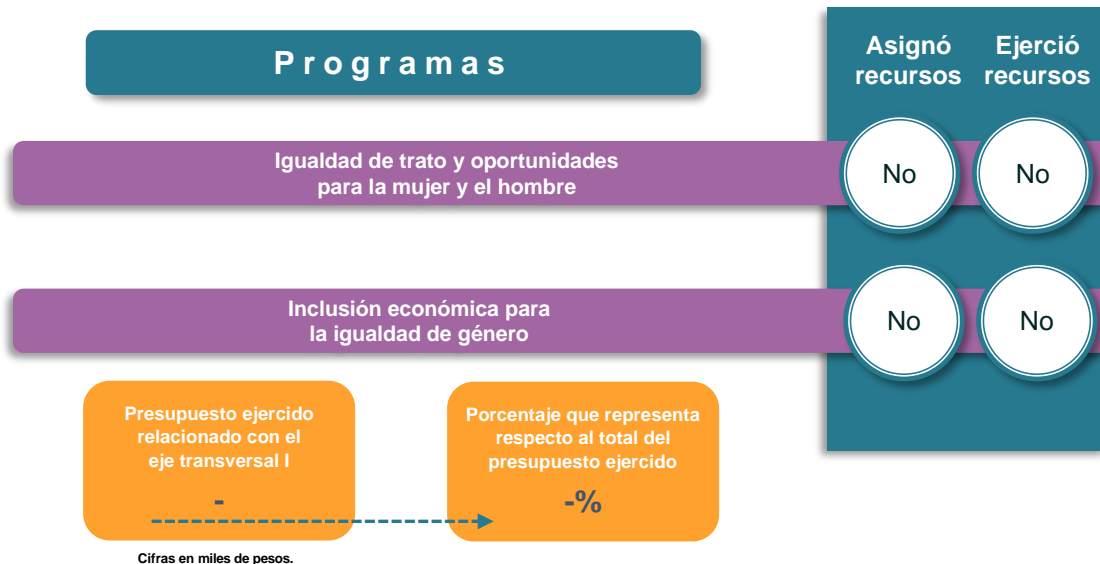 Programas
Asignó
recursos
Ejerció
recursos
Igualdad de trato y oportunidades
para la mujer y el hombre
No
No
Inclusión económica para
la igualdad de género
No
No
Presupuesto ejercido
relacionado con el
eje transversal I
-
Porcentaje que representa
respecto al total del
presupuesto ejercido
-%
Cifras en miles de pesos.